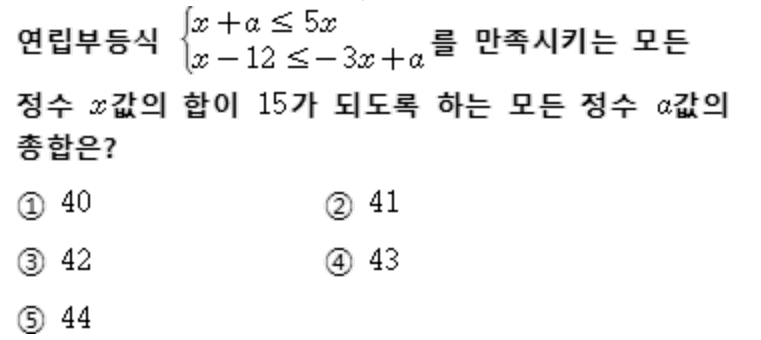 연립부등식 { x + a ≤ 5x
x - 12 ≤ - 3x + a 를 만족시키는 모든
정수 x값의 합이 15가 되도록 하는 모든 정수 a값의
총합은?
① 40 ② 41
③ 42 ④ 43
⑤ 44